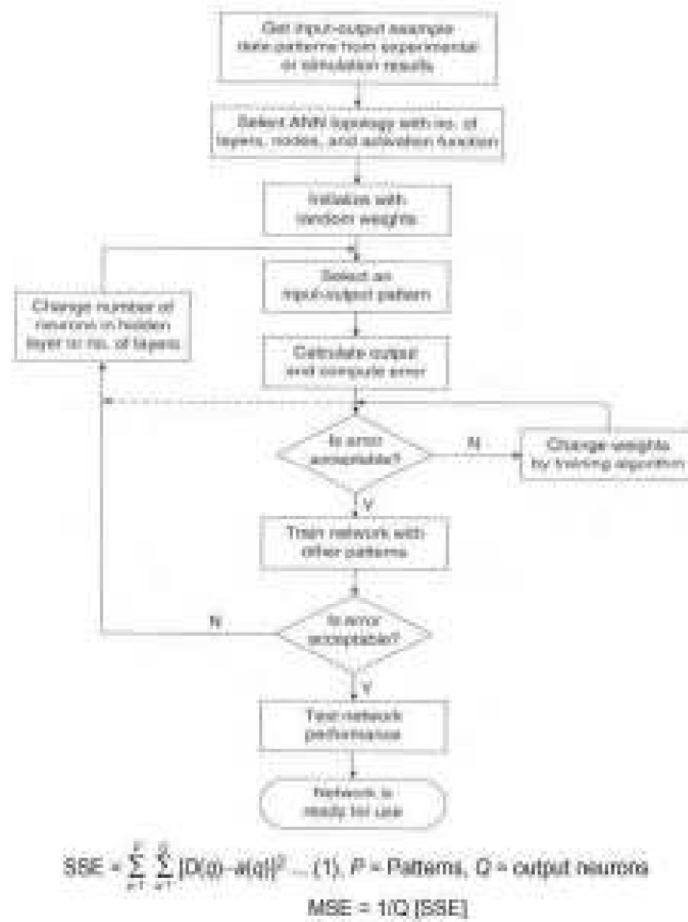 Get input-output example
data patterns from experimental
or simulation results
Select ANN topology with no. of
layers, nodes, and activation function
Initialize with
random weights
Select an
input-output pattern
Change number of
neurons in hidden
layer or no. of layers
Calculate output
and compute error
Is error
acceptable?
N
Change weights
by training algorithm
Y
Train network with
other patterns
N
Is error
acceptable?
Y
Test network
performance
Network is
ready for use
SSE = Σ Σ [D(q)–a(q)]² ... (1), P = Patterns, Q = output neurons
MSE = 1/Q [SSE]